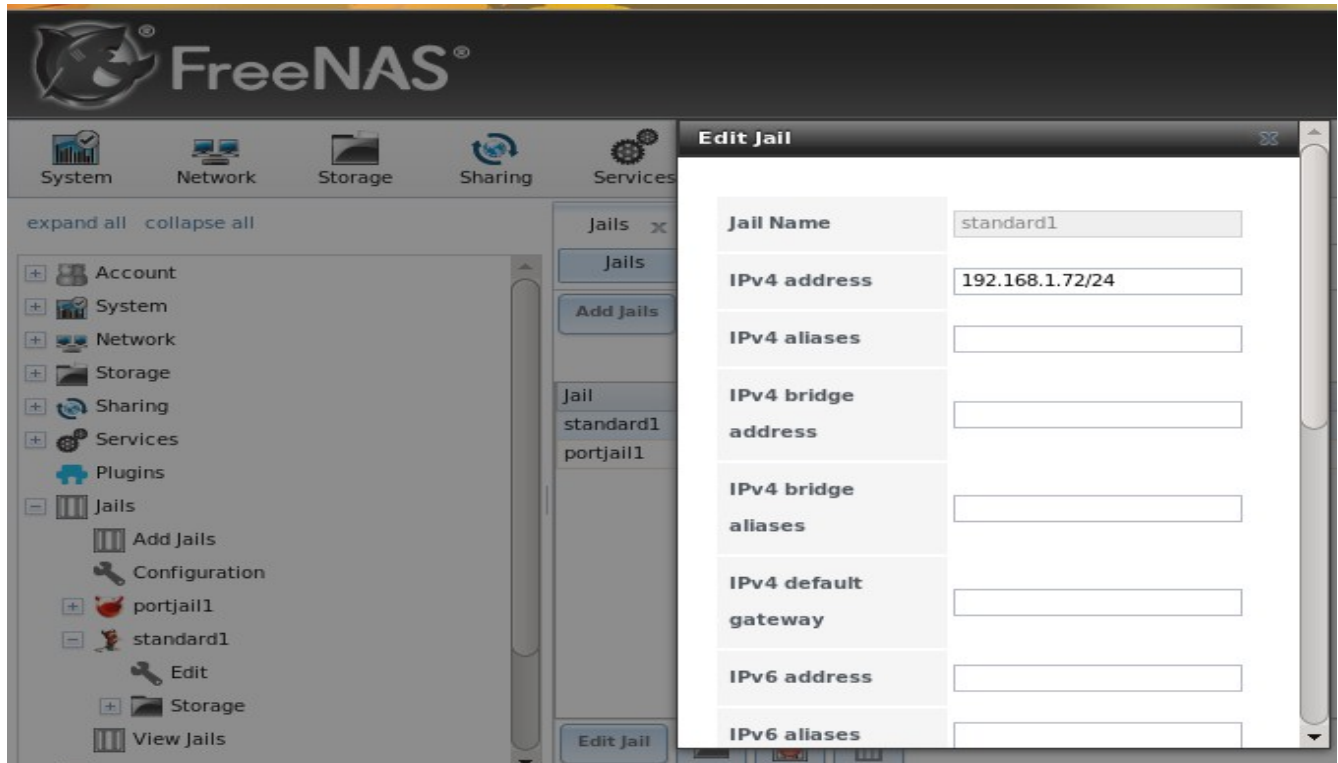 FreeNAS®
System Network Storage Sharing Services
expand all collapse all
Account
System
Network
Storage
Sharing
Services
Plugins
Jails
Add Jails
Configuration
portjail1
standard1
Edit
Storage
View Jails
Jails
Jails
Add Jails
Jail
standard1
portjail1
Edit Jail
Edit Jail
Jail Name standard1
IPv4 address 192.168.1.72/24
IPv4 aliases
IPv4 bridge
address
IPv4 bridge
aliases
IPv4 default
gateway
IPv6 address
IPv6 aliases